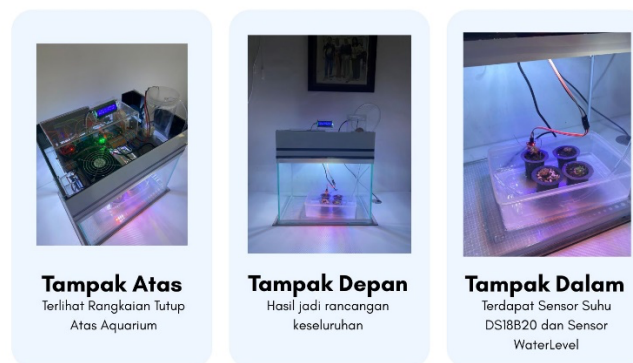 Tampak Atas
Terlihat Rangkaian Tutup
Atas Aquarium
Tampak Depan
Hasil jadi rancangan
keseluruhan
Tampak Dalam
Terdapat Sensor Suhu
DS18B20 dan Sensor
WaterLevel